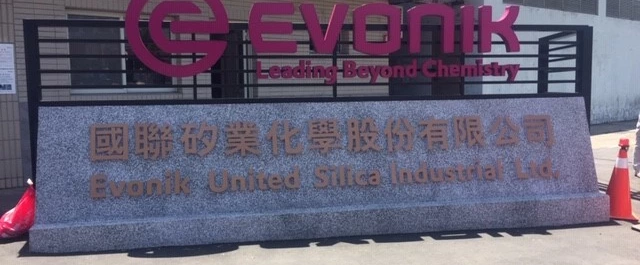 EVONIK
Leading Beyond Chemistry
國聯矽業化學股份有限公司
Evonik United Silica Industrial Ltd.